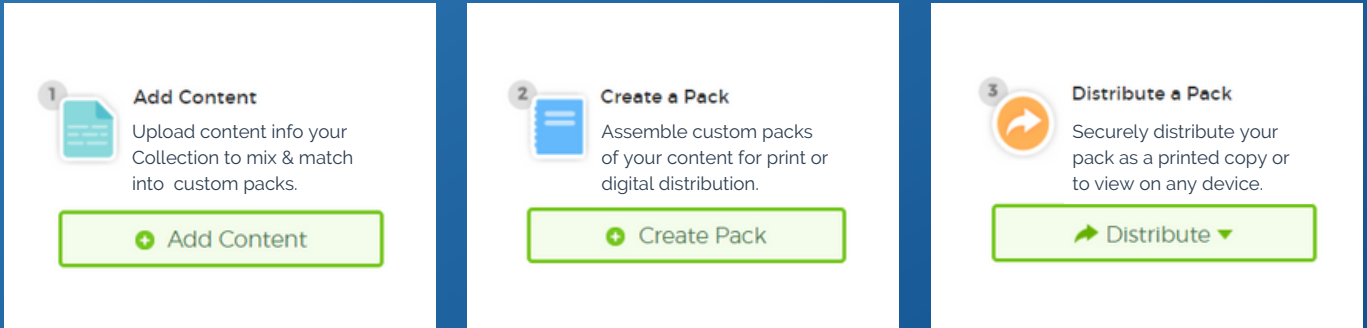 1
Add Content
Upload content info your
Collection to mix & match
into custom packs.
Add Content
2
Create a Pack
Assemble custom packs
of your content for print or
digital distribution.
Create Pack
3
Distribute a Pack
Securely distribute your
pack as a printed copy or
to view on any device.
Distribute